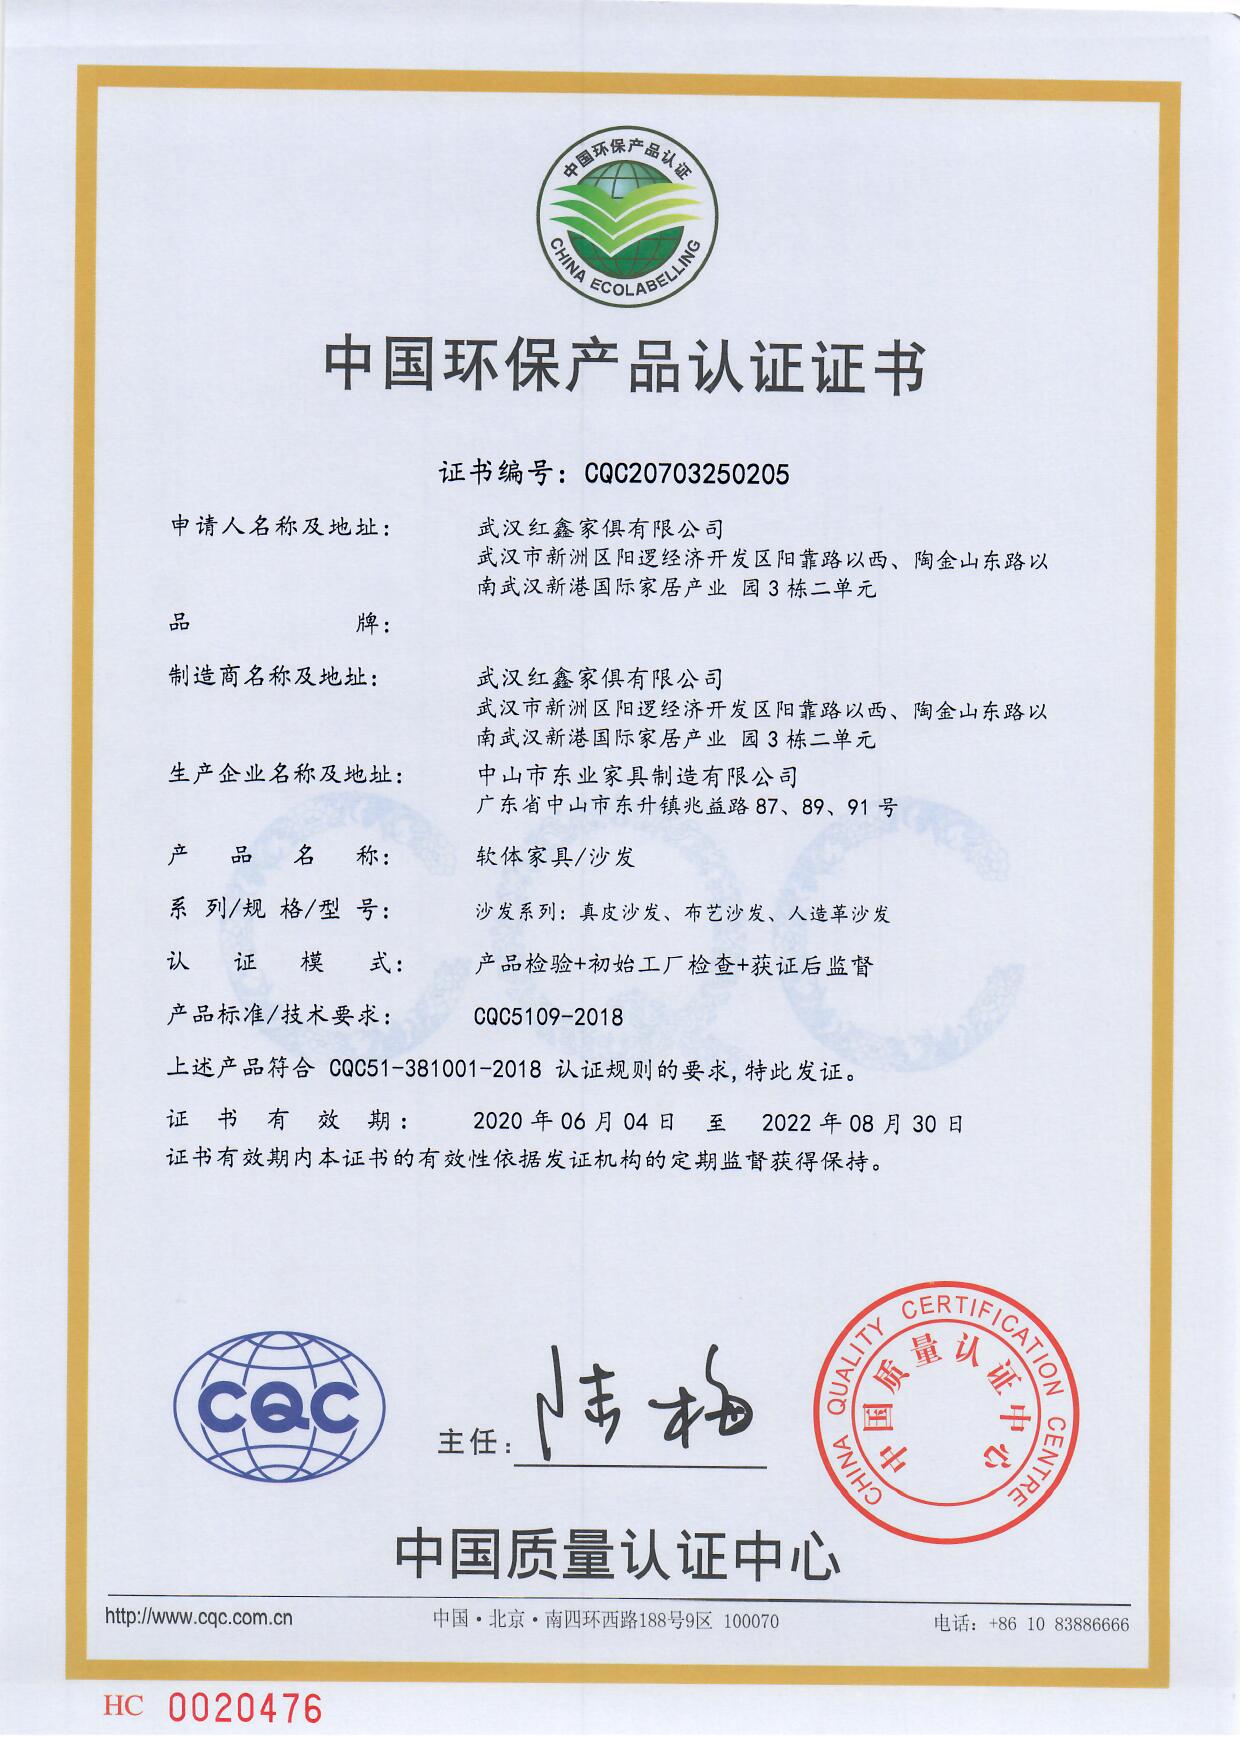 中国环保产品认证
CHINA ECOLABELLING
中国环保产品认证证书
证书编号：CQC20703250205
申请人名称及地址： 武汉红鑫家俱有限公司
武汉市新洲区阳逻经济开发区阳靠路以西、陶金山东路以
南武汉新港国际家居产业 园3栋二单元
品 牌：
制造商名称及地址： 武汉红鑫家俱有限公司
武汉市新洲区阳逻经济开发区阳靠路以西、陶金山东路以
南武汉新港国际家居产业 园3栋二单元
生产企业名称及地址： 中山市东业家具制造有限公司
广东省中山市东升镇兆益路87、89、91号
产 品 名 称： 软体家具/沙发
系 列/规 格/型 号： 沙发系列：真皮沙发、布艺沙发、人造革沙发
认 证 模 式： 产品检验+初始工厂检查+获证后监督
产品标准/技术要求： CQC5109-2018
上述产品符合 CQC51-381001-2018 认证规则的要求,特此发证。
证 书 有 效 期： 2020年06月04日 至 2022年08月30日
证书有效期内本证书的有效性依据发证机构的定期监督获得保持。
CQC
主任：陆梅
CHINA QUALITY CERTIFICATION CENTRE
中国质量认证中心
中国质量认证中心
http://www.cqc.com.cn 中国·北京·南四环西路188号9区 100070 电话：+86 10 83886666
HC 0020476